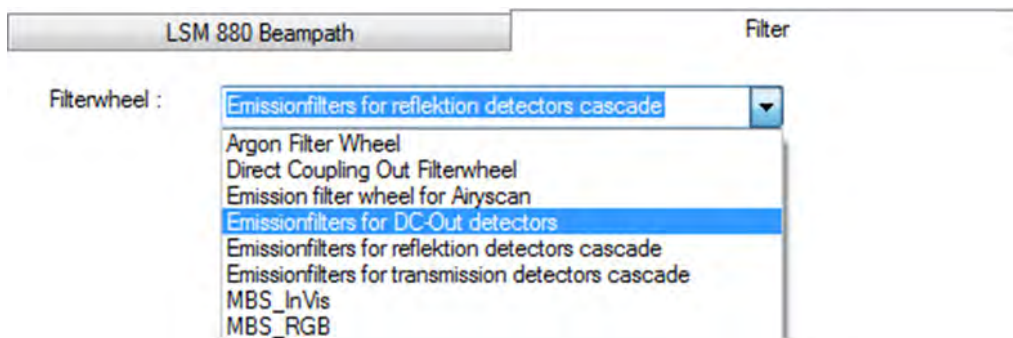 LSM 880 Beampath
Filter
Filterwheel :
Emissionfilters for reflektion detectors cascade
Argon Filter Wheel
Direct Coupling Out Filterwheel
Emission filter wheel for Airyscan
Emissionfilters for DC-Out detectors
Emissionfilters for reflektion detectors cascade
Emissionfilters for transmission detectors cascade
MBS_InVis
MBS_RGB